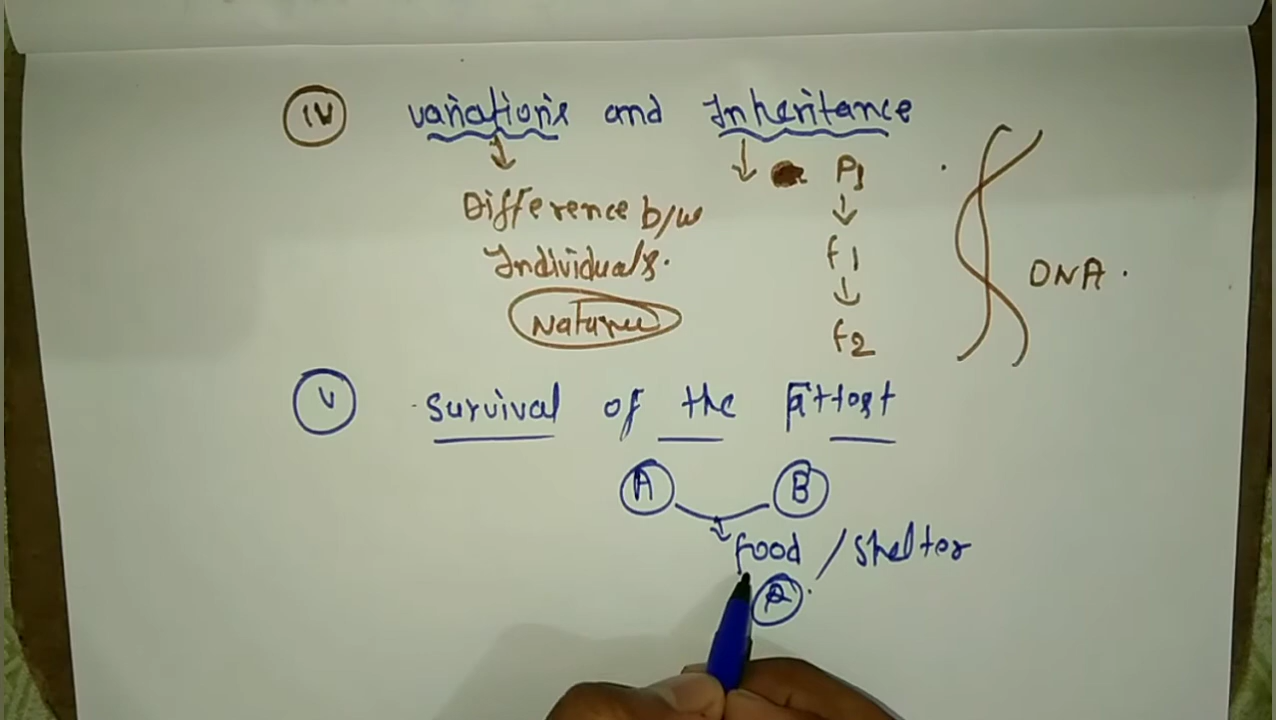 IV Variations and Inheritance
Difference b/w
Individuals.
Nature
P1
F1
F2
DNA.
V Survival of the Fittest
A B
Food / Shelter